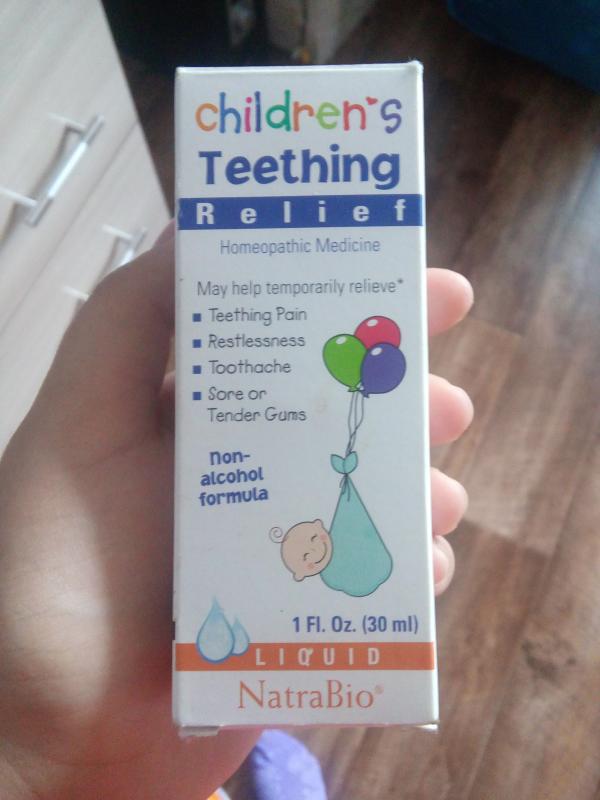 children's
Teething
Relief
Homeopathic Medicine
May help temporarily relieve*
▪ Teething Pain
▪ Restlessness
▪ Toothache
▪ Sore or
Tender Gums
Non-
alcohol
formula
1 Fl. Oz. (30 ml)
LIQUID
NatraBio®